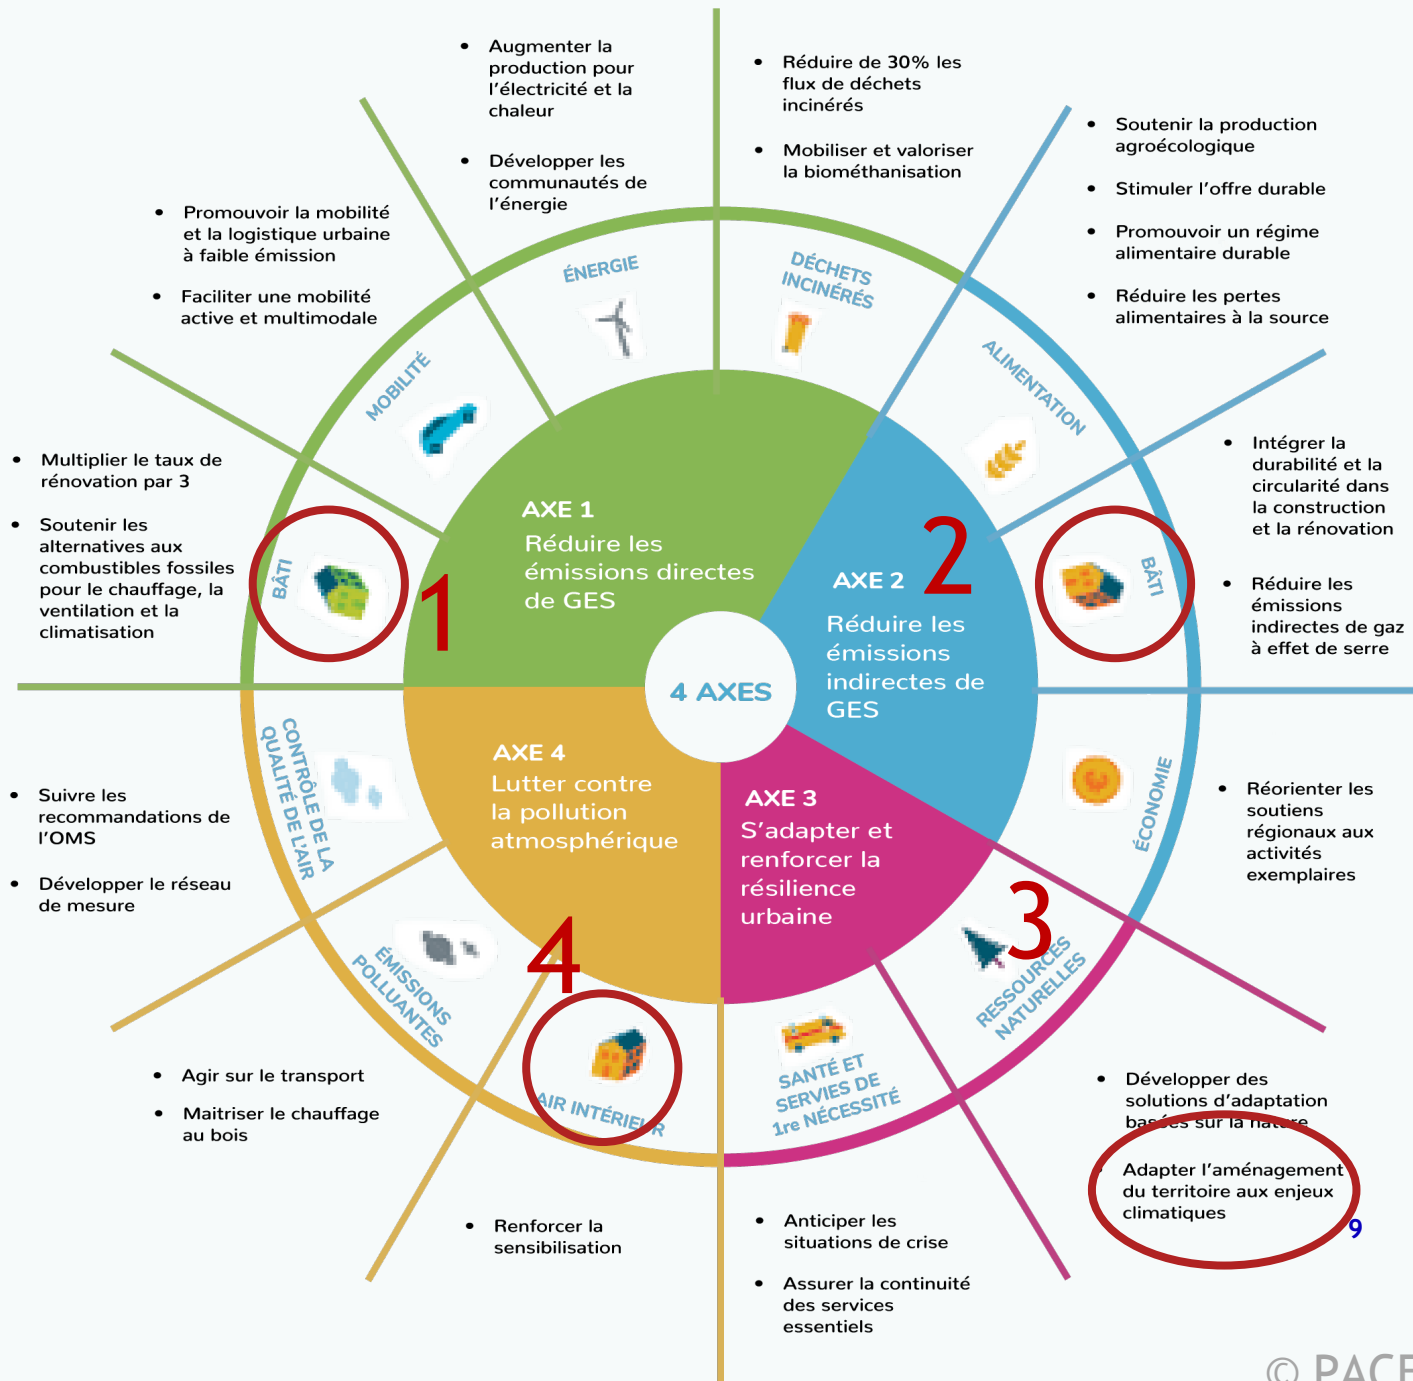 • Augmenter la
production pour
l'électricité et la
chaleur
• Développer les
communautés de
l'énergie
• Réduire de 30% les
flux de déchets
incinérés
• Mobiliser et valoriser
la biométhanisation
• Soutenir la production
agroécologique
• Stimuler l'offre durable
• Promouvoir un régime
alimentaire durable
• Réduire les pertes
alimentaires à la source
• Promouvoir la mobilité
et la logistique urbaine
à faible émission
• Faciliter une mobilité
active et multimodale
ÉNERGIE
DÉCHETS
INCINÉRÉS
MOBILITÉ
ALIMENTATION
• Multiplier le taux de
rénovation par 3
• Soutenir les
alternatives aux
combustibles fossiles
pour le chauffage, la
ventilation et la
climatisation
BÂTI
1
AXE 1
Réduire les
émissions directes
de GES
2
AXE 2
Réduire les
émissions
indirectes de
GES
BÂTI
• Intégrer la
durabilité et la
circularité dans
la construction
et la rénovation
• Réduire les
émissions
indirectes de gaz
à effet de serre
4 AXES
• Suivre les
recommandations de
l'OMS
• Développer le réseau
de mesure
CONTRÔLE DE LA
QUALITÉ DE L'AIR
AXE 4
Lutter contre
la pollution
atmosphérique
AXE 3
S'adapter et
renforcer la
résilience
urbaine
ÉCONOMIE
• Réorienter les
soutiens
régionaux aux
activités
exemplaires
3
4
ÉMISSIONS
POLLUANTES
RESSOURCES
NATURELLES
AIR INTÉRIEUR
SANTÉ ET
SERVIES DE
1re NÉCESSITÉ
• Agir sur le transport
• Maitriser le chauffage
au bois
• Développer des
solutions d'adaptation
basées sur la nature
• Adapter l'aménagement
du territoire aux enjeux
climatiques
9
• Renforcer la
sensibilisation
• Anticiper les
situations de crise
• Assurer la continuité
des services
essentiels
© PACE